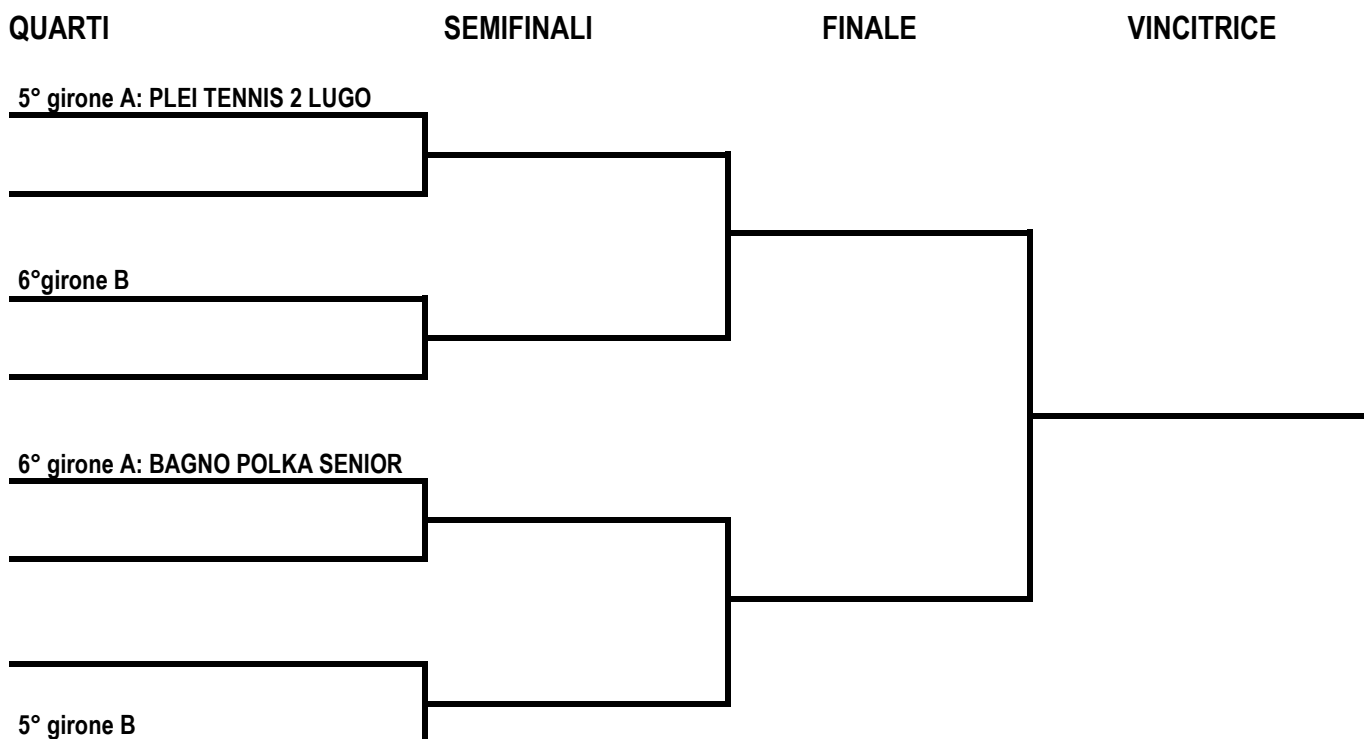 QUARTI SEMIFINALI FINALE VINCITRICE
5° girone A: PLEI TENNIS 2 LUGO
6°girone B
6° girone A: BAGNO POLKA SENIOR
5° girone B